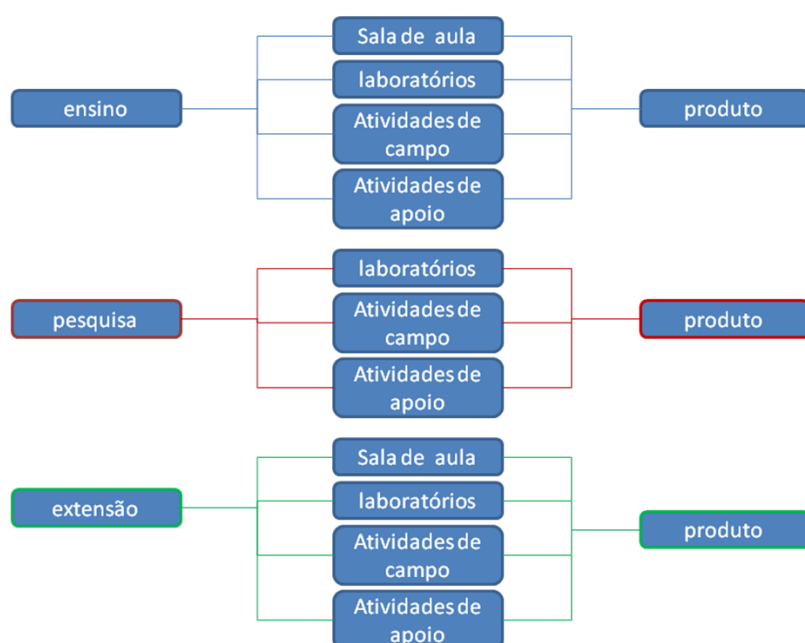 Sala de aula
laboratórios
ensino
Atividades de
campo
produto
Atividades de
apoio
laboratórios
pesquisa
Atividades de
campo
produto
Atividades de
apoio
Sala de aula
laboratórios
extensão
Atividades de
campo
produto
Atividades de
apoio